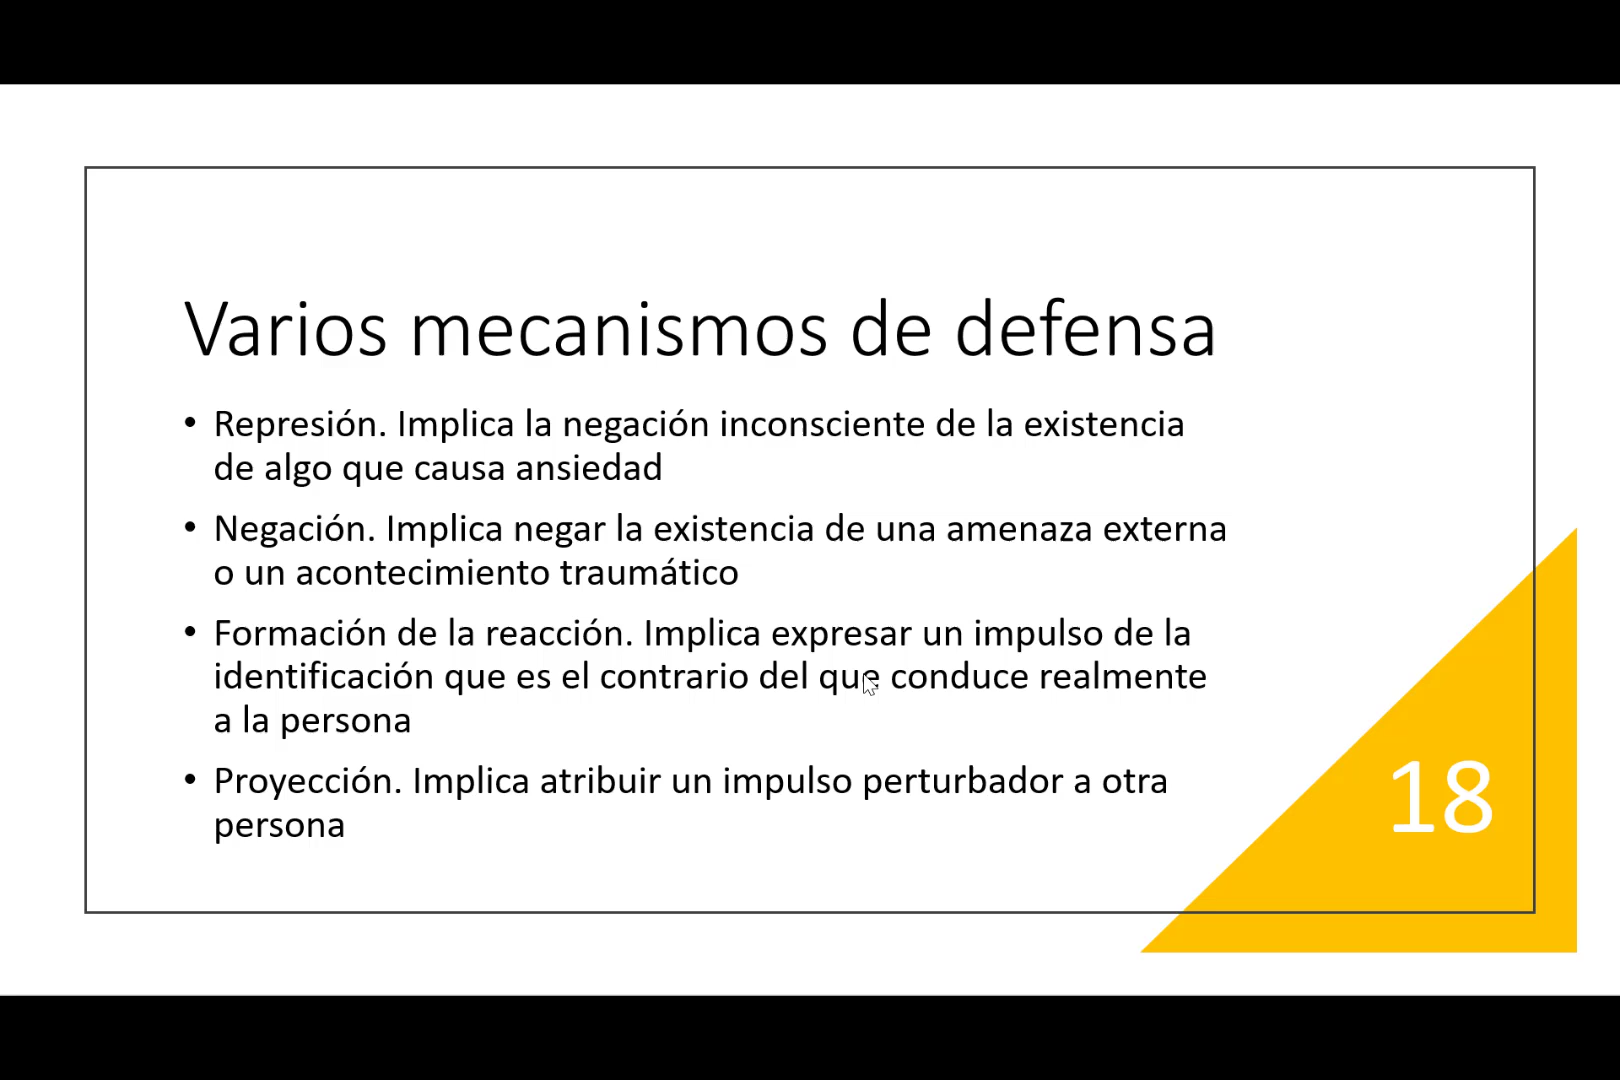 Varios mecanismos de defensa
• Represión. Implica la negación inconsciente de la existencia
de algo que causa ansiedad
• Negación. Implica negar la existencia de una amenaza externa
o un acontecimiento traumático
• Formación de la reacción. Implica expresar un impulso de la
identificación que es el contrario del que conduce realmente
a la persona
• Proyección. Implica atribuir un impulso perturbador a otra
persona
18